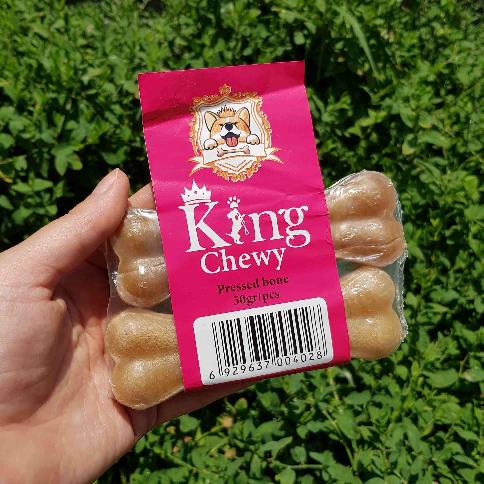 King
Chewy
Pressed bone
50gr|pcs
6 929637 004028